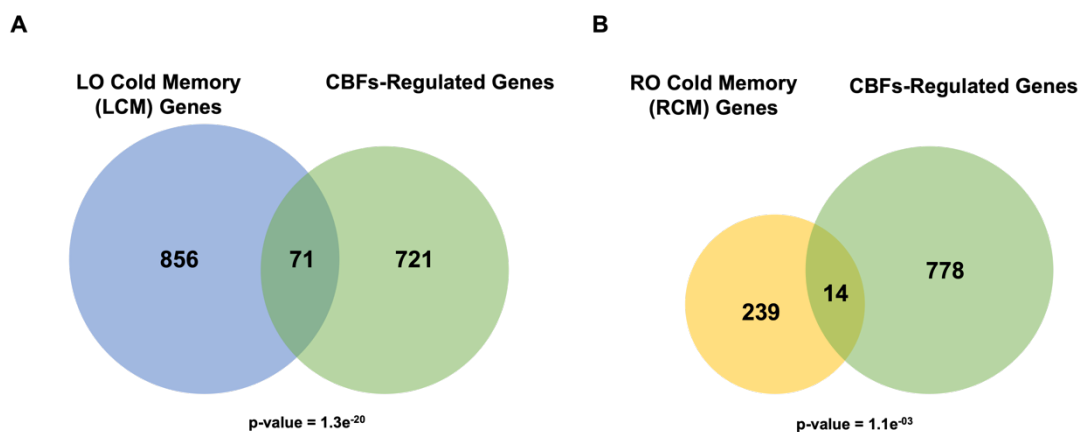 A
LO Cold Memory
(LCM) Genes
CBFs-Regulated Genes
856
71
721
p-value = 1.3e⁻²⁰
B
RO Cold Memory
(RCM) Genes
CBFs-Regulated Genes
239
14
778
p-value = 1.1e⁻⁰³